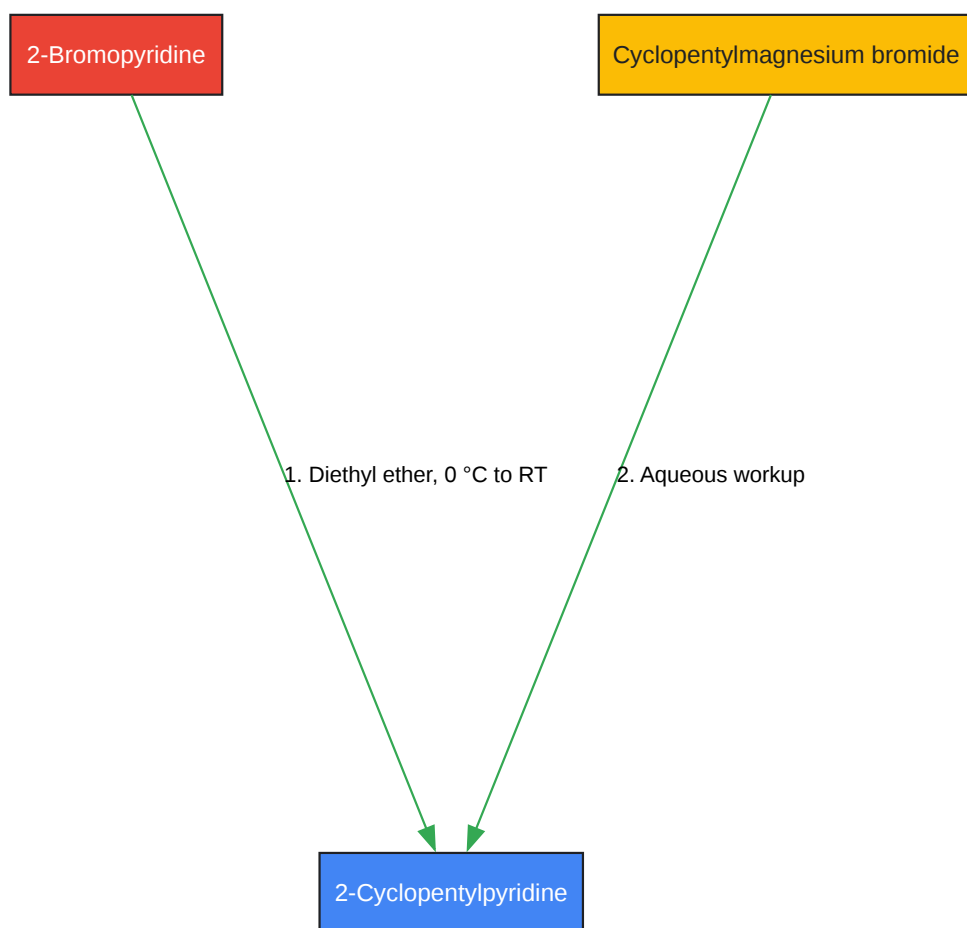 2-Bromopyridine
Cyclopentylmagnesium bromide
1. Diethyl ether, 0 °C to RT
2. Aqueous workup
2-Cyclopentylpyridine